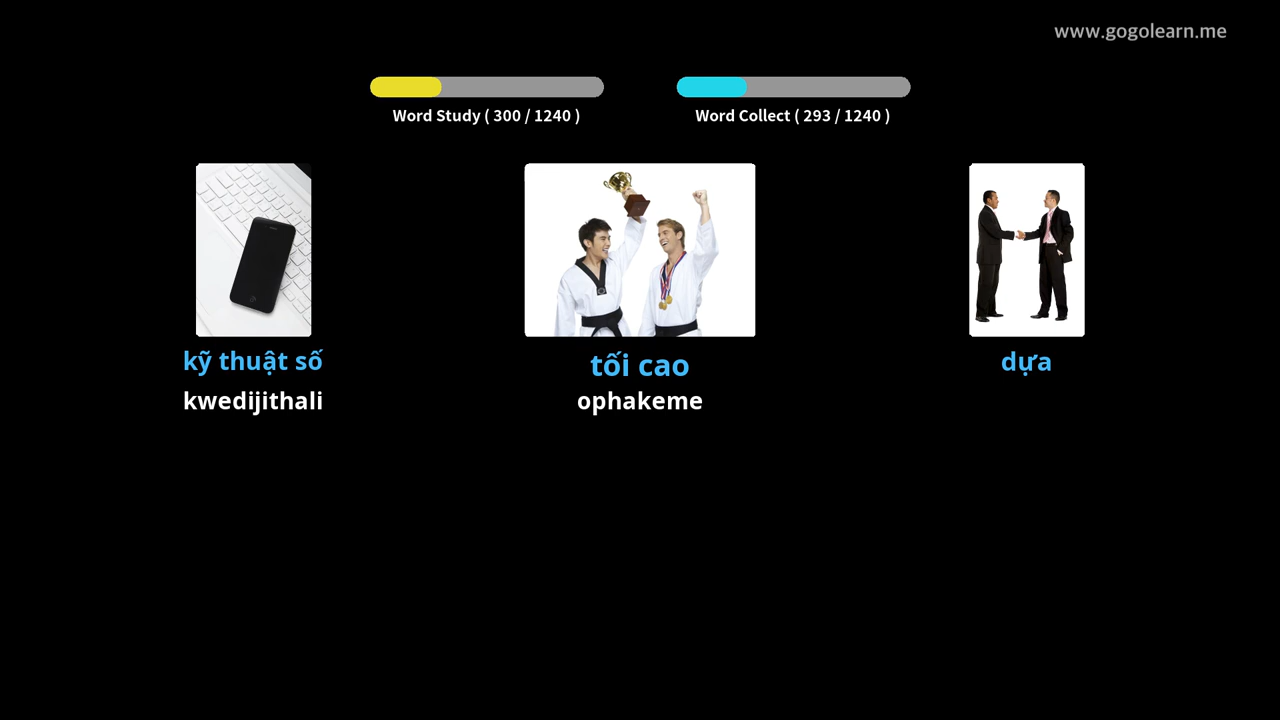 www.gogolearn.me
Word Study ( 300 / 1240 )
Word Collect ( 293 / 1240 )
kỹ thuật số
kwedijithali
tối cao
ophakeme
dựa